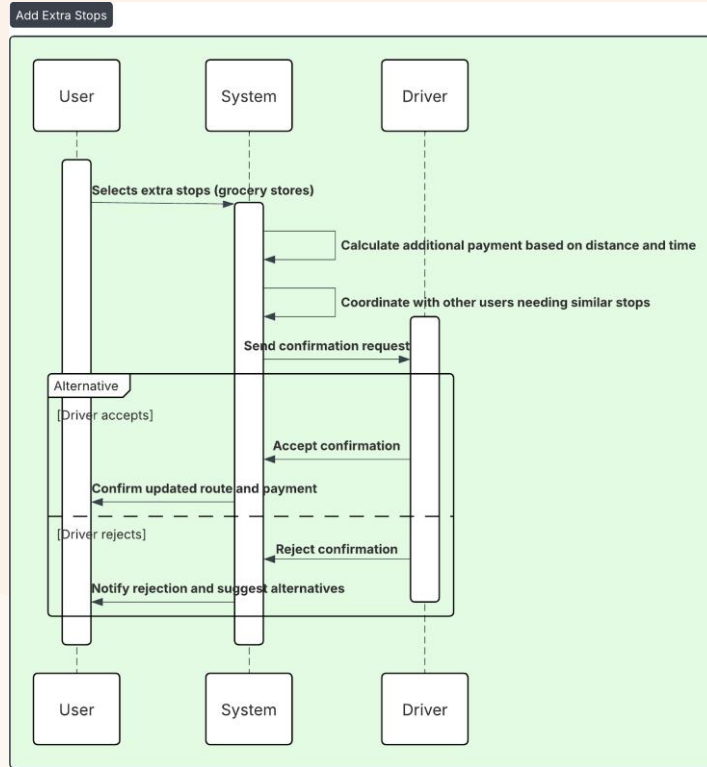 Add Extra Stops
User
System
Driver
Selects extra stops (grocery stores)
Calculate additional payment based on distance and time
Coordinate with other users needing similar stops
Send confirmation request
Alternative
[Driver accepts]
Accept confirmation
Confirm updated route and payment
[Driver rejects]
Reject confirmation
Notify rejection and suggest alternatives
User
System
Driver